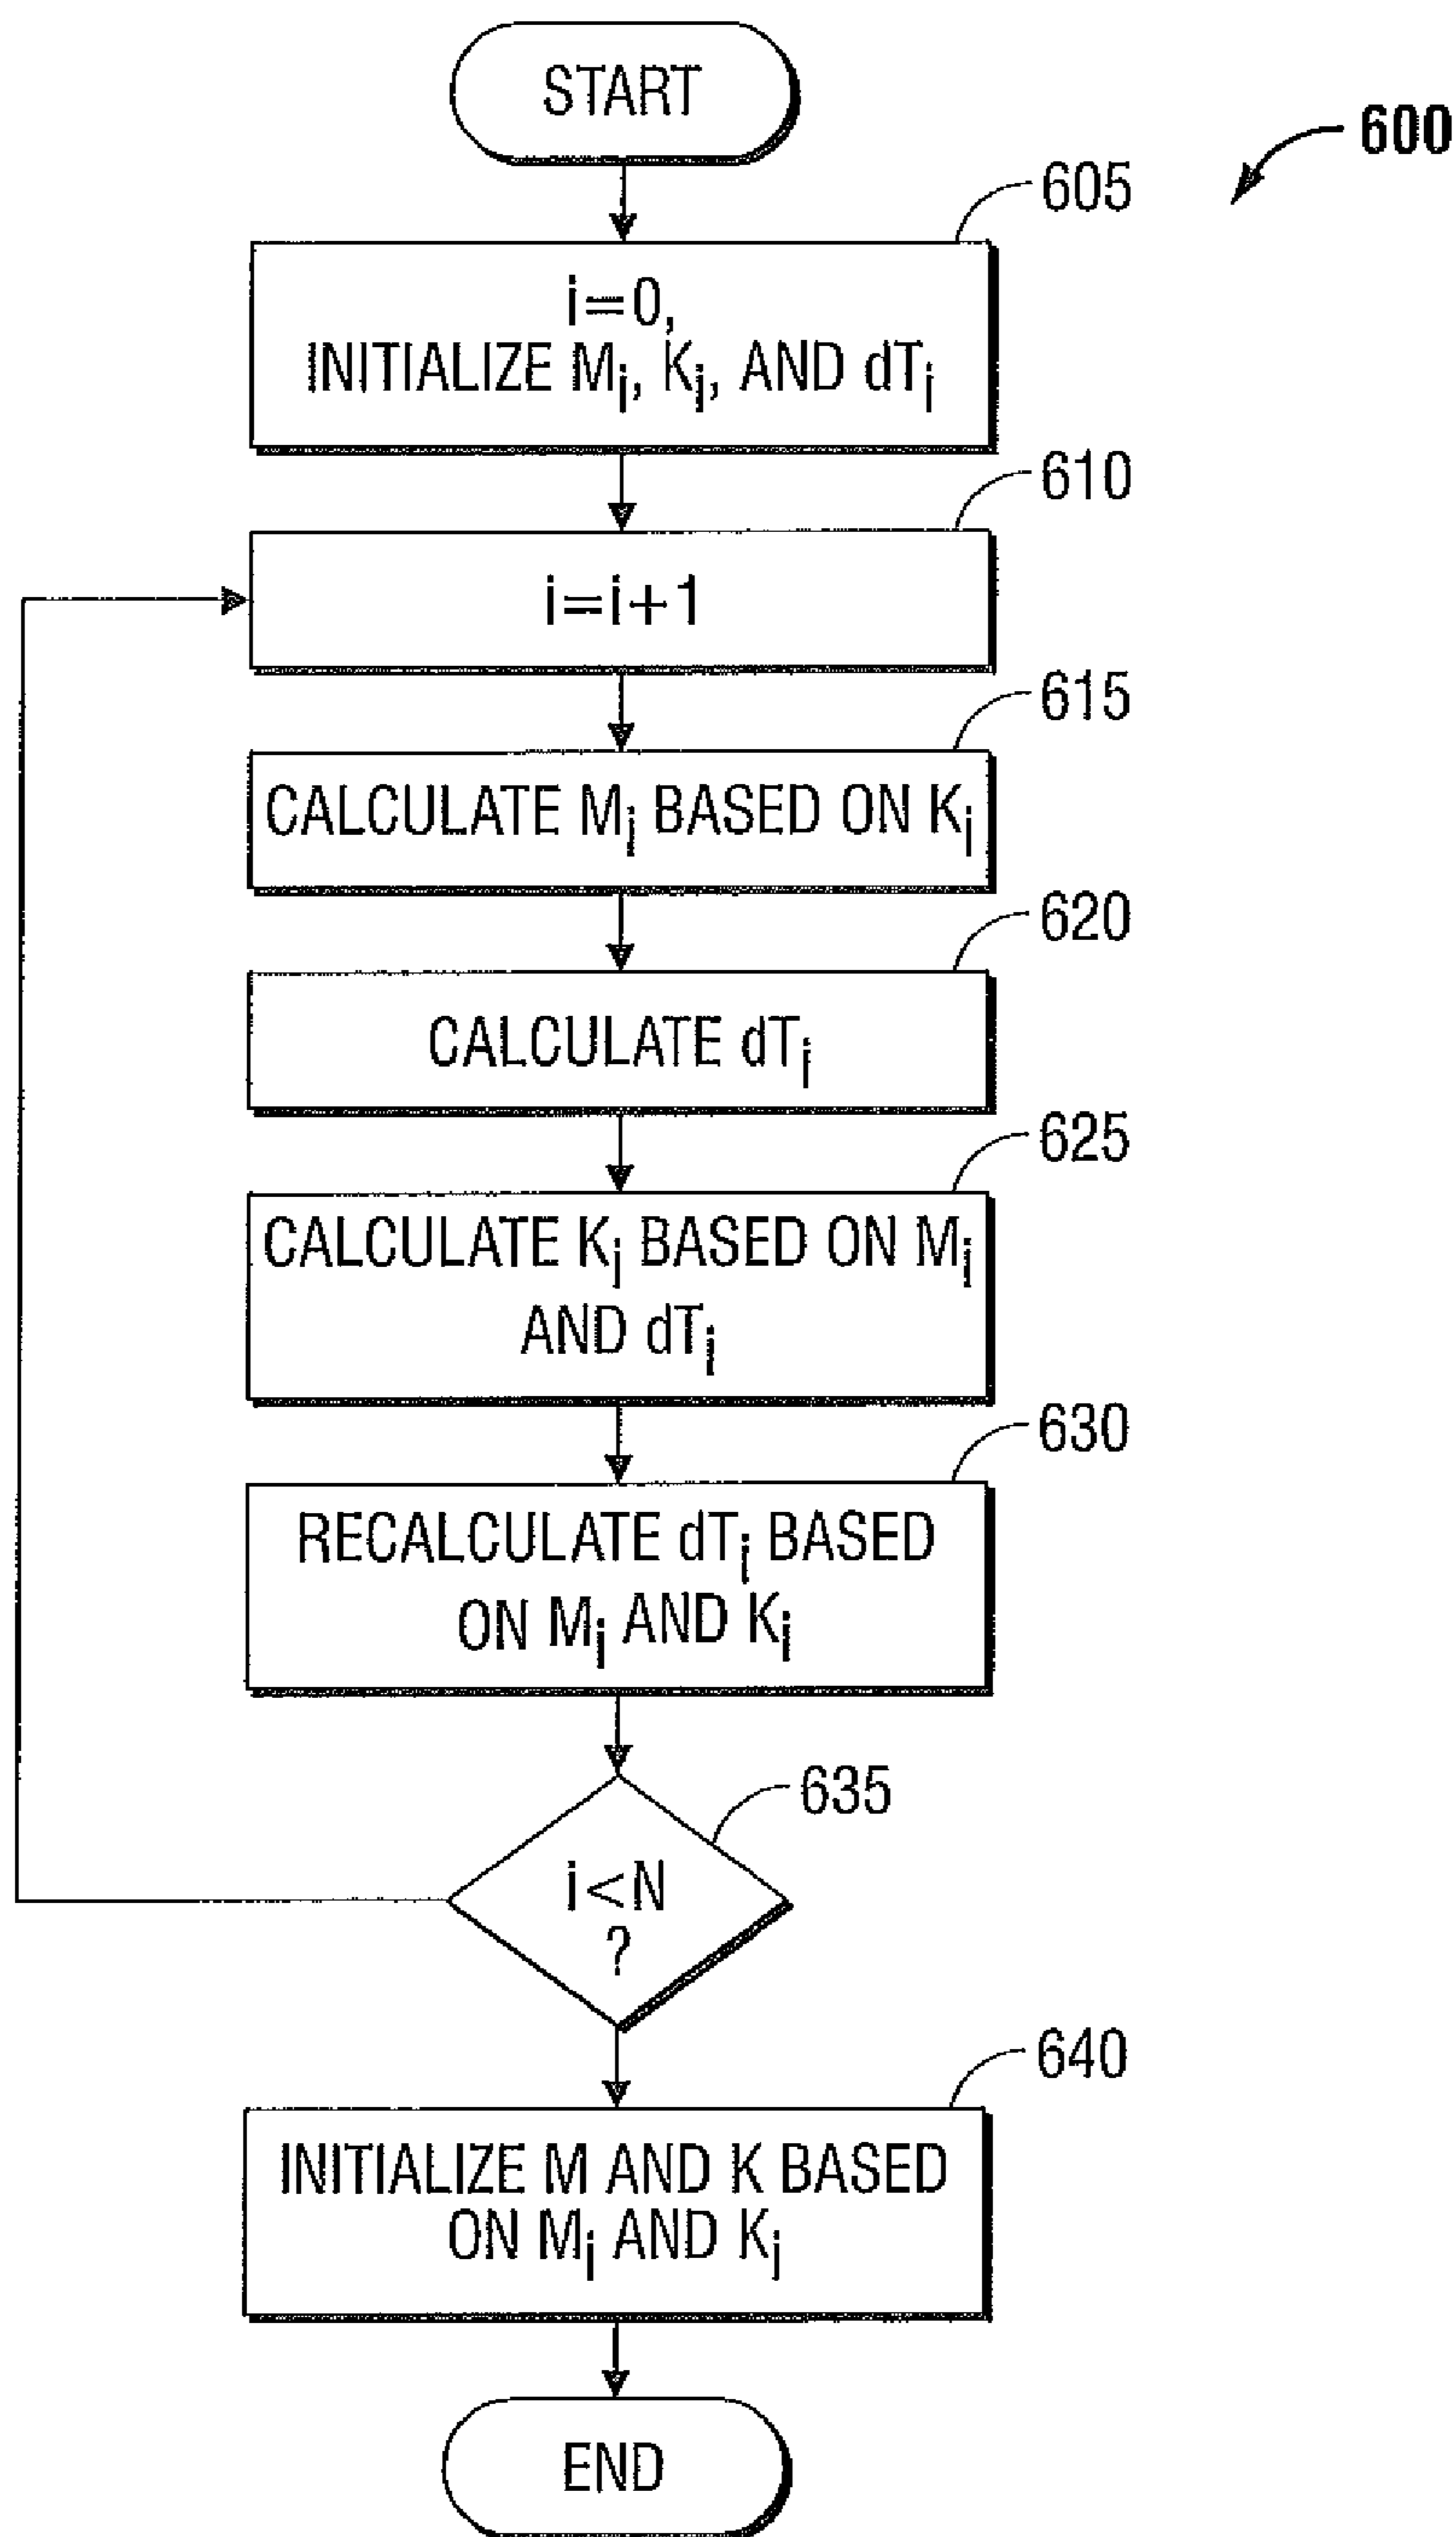 START
600
605
i=0,
INITIALIZE Mi, Ki, AND dTi
610
i=i+1
615
CALCULATE Mi BASED ON Ki
620
CALCULATE dTi
625
CALCULATE Ki BASED ON Mi
AND dTi
630
RECALCULATE dTi BASED
ON Mi AND Ki
635
i<N
?
640
INITIALIZE M AND K BASED
ON Mi AND Ki
END